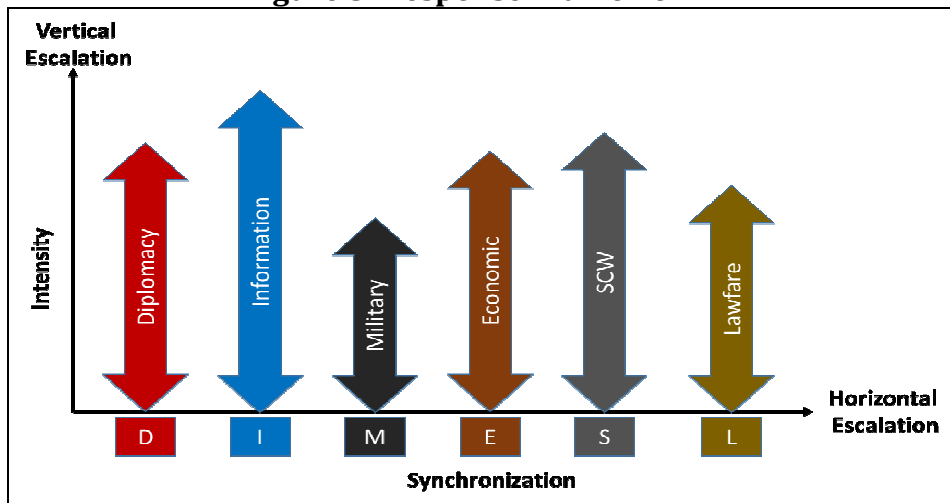 Vertical
Escalation
Intensity
Diplomacy
Information
Military
Economic
SCW
Lawfare
D
I
M
E
S
L
Horizontal
Escalation
Synchronization